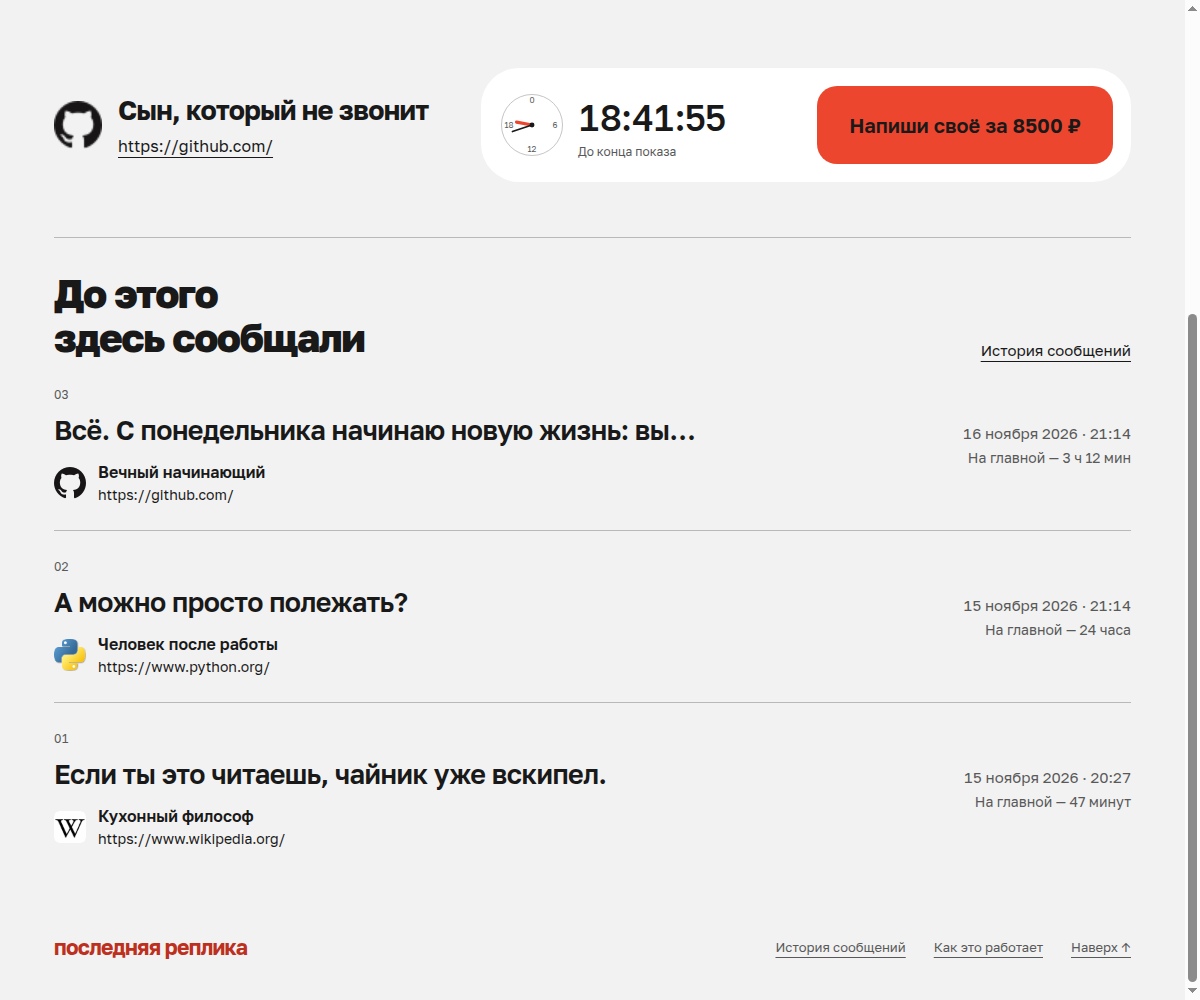 Сын, который не звонит
https://github.com/
0
18
6
12
18:41:55
До конца показа
Напиши своё за 8500 ₽
До этого
здесь сообщали
История сообщений
03
Всё. С понедельника начинаю новую жизнь: вы…
16 ноября 2026 · 21:14
На главной — 3 ч 12 мин
Вечный начинающий
https://github.com/
02
А можно просто полежать?
15 ноября 2026 · 21:14
На главной — 24 часа
Человек после работы
https://www.python.org/
01
Если ты это читаешь, чайник уже вскипел.
15 ноября 2026 · 20:27
На главной — 47 минут
W
Кухонный философ
https://www.wikipedia.org/
последняя реплика
История сообщений
Как это работает
Наверх ↑